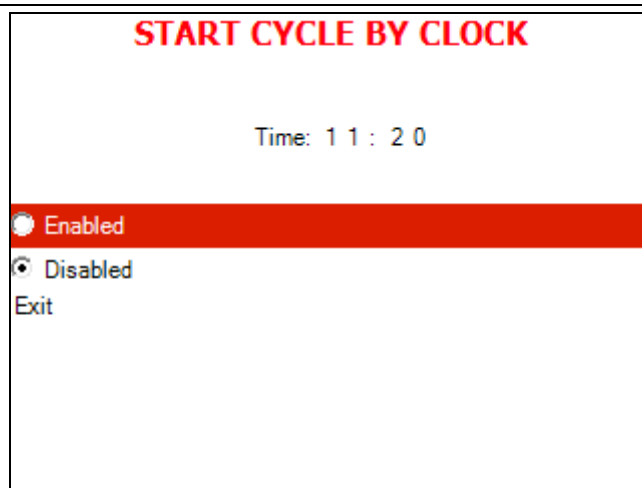 START CYCLE BY CLOCK
Time: 1 1 : 2 0
Enabled
Disabled
Exit